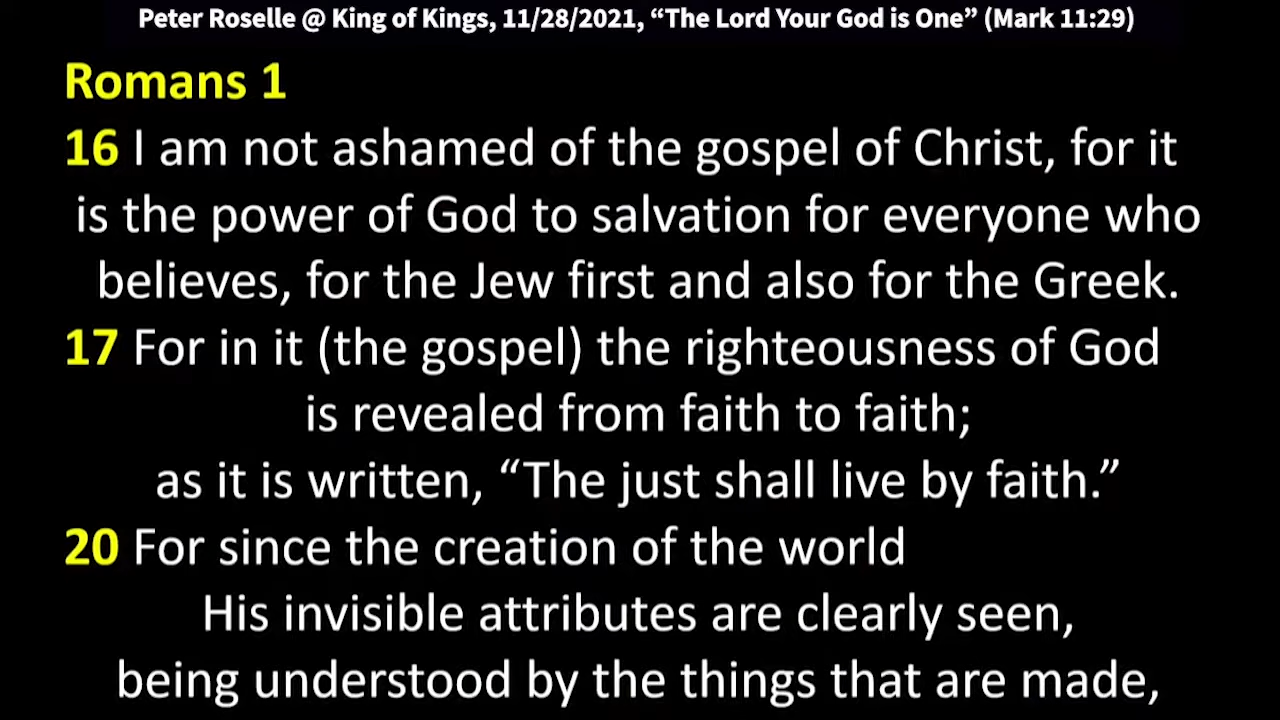 Peter Roselle @ King of Kings, 11/28/2021, “The Lord Your God is One” (Mark 11:29)
Romans 1
16 I am not ashamed of the gospel of Christ, for it
is the power of God to salvation for everyone who
believes, for the Jew first and also for the Greek.
17 For in it (the gospel) the righteousness of God
is revealed from faith to faith;
as it is written, “The just shall live by faith.”
20 For since the creation of the world
His invisible attributes are clearly seen,
being understood by the things that are made,